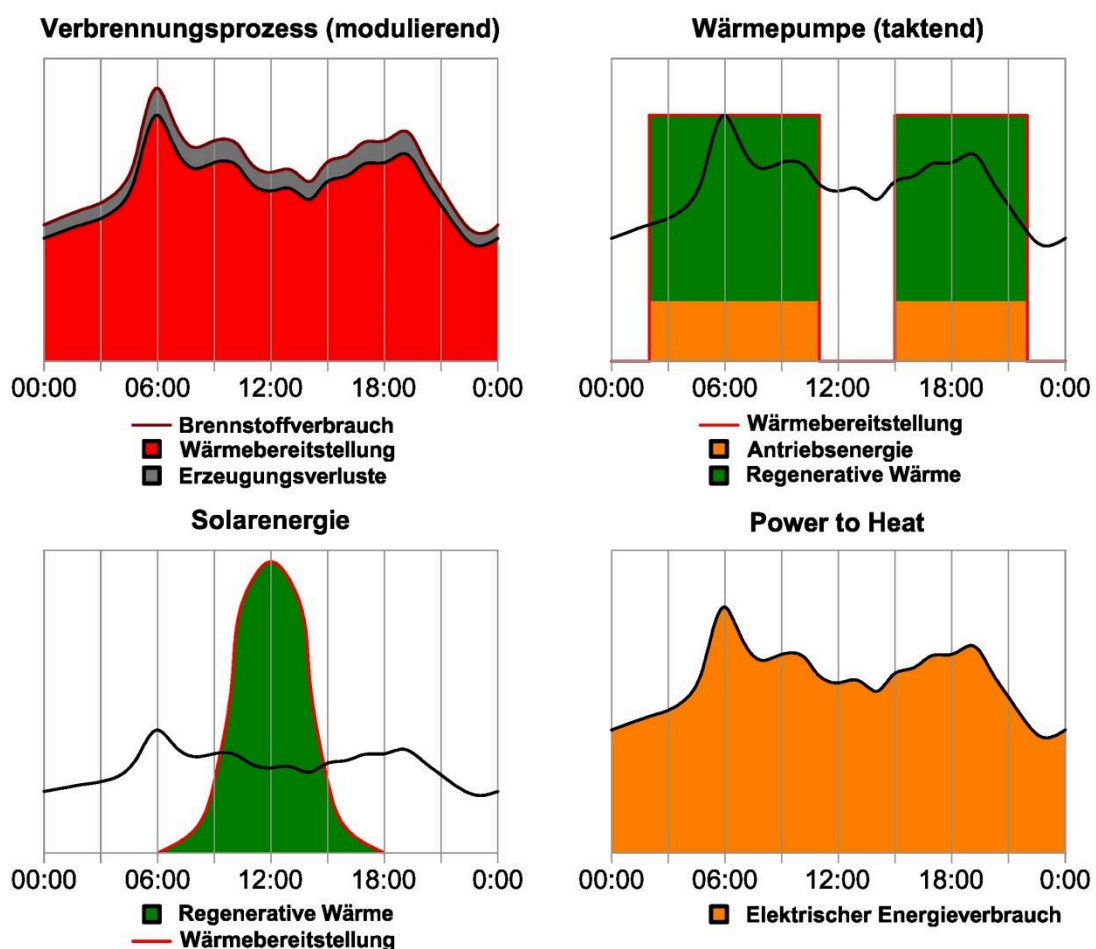 Verbrennungsprozess (modulierend)
00:00 06:00 12:00 18:00 0:00
Brennstoffverbrauch
Wärmebereitstellung
Erzeugungsverluste
Wärmepumpe (taktend)
00:00 06:00 12:00 18:00 0:00
Wärmebereitstellung
Antriebsenergie
Regenerative Wärme
Solarenergie
00:00 06:00 12:00 18:00 0:00
Regenerative Wärme
Wärmebereitstellung
Power to Heat
00:00 06:00 12:00 18:00 0:00
Elektrischer Energieverbrauch